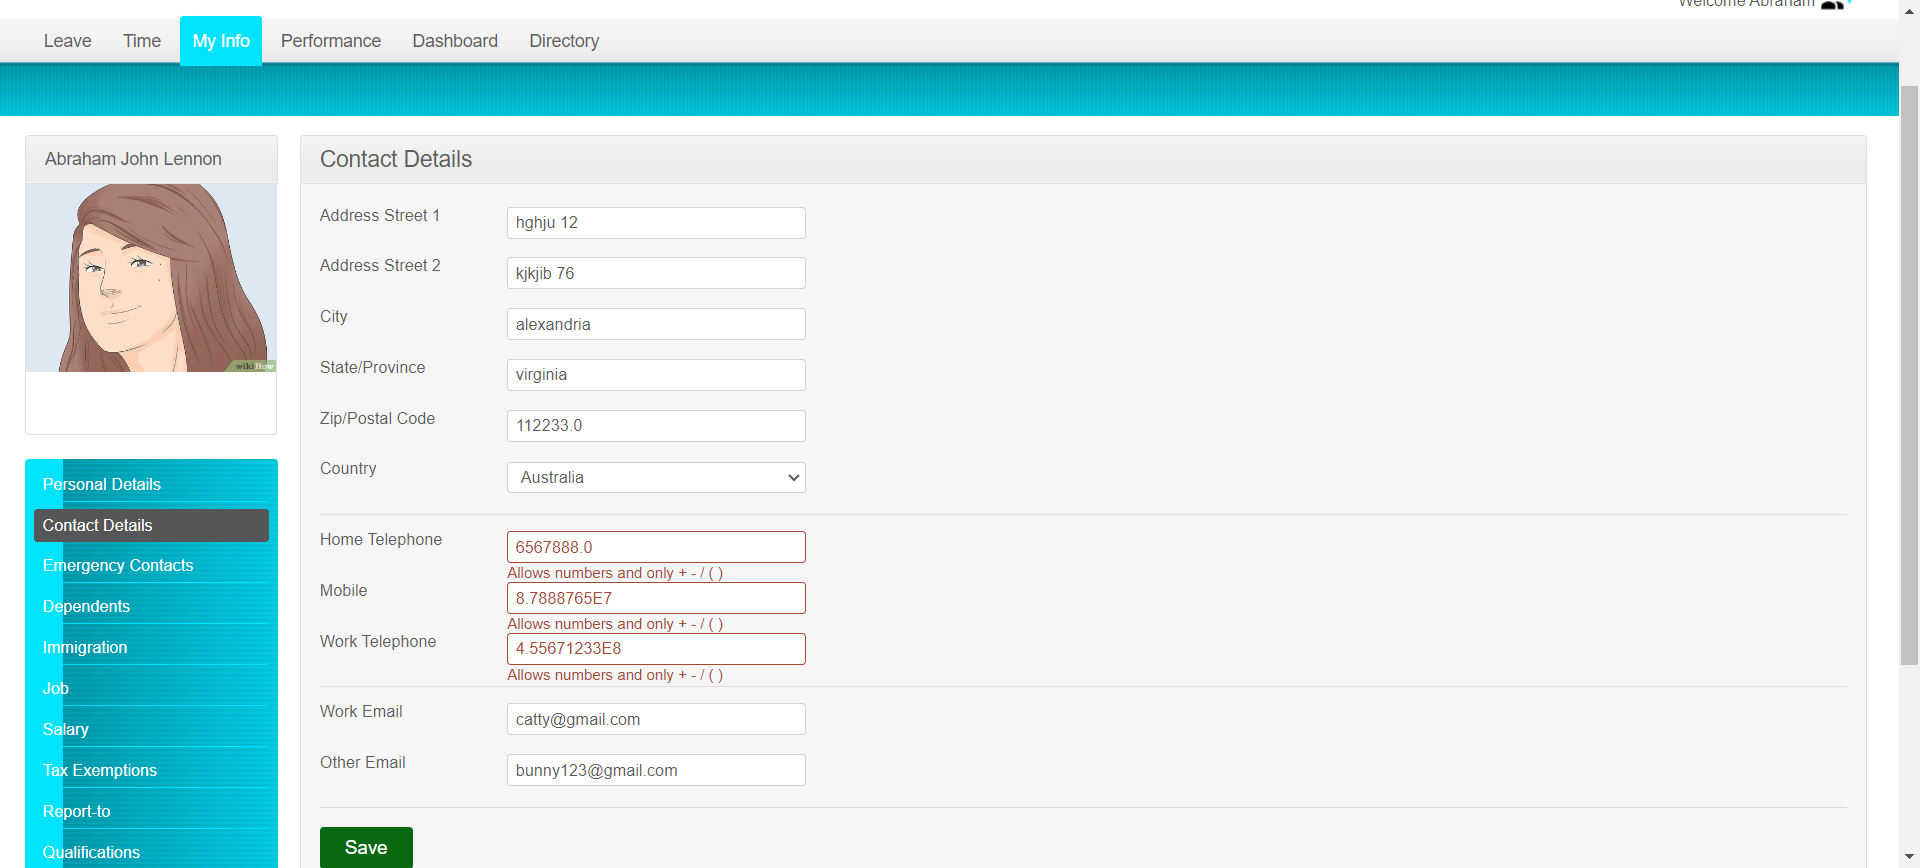 Welcome Abraham
Leave Time My Info Performance Dashboard Directory
Abraham John Lennon
wikiHow
Personal Details
Contact Details
Emergency Contacts
Dependents
Immigration
Job
Salary
Tax Exemptions
Report-to
Qualifications
Contact Details
Address Street 1 hghju 12
Address Street 2 kjkjib 76
City alexandria
State/Province virginia
Zip/Postal Code 112233.0
Country Australia
Home Telephone 6567888.0
Allows numbers and only + - / ( )
Mobile 8.7888765E7
Allows numbers and only + - / ( )
Work Telephone 4.55671233E8
Allows numbers and only + - / ( )
Work Email catty@gmail.com
Other Email bunny123@gmail.com
Save